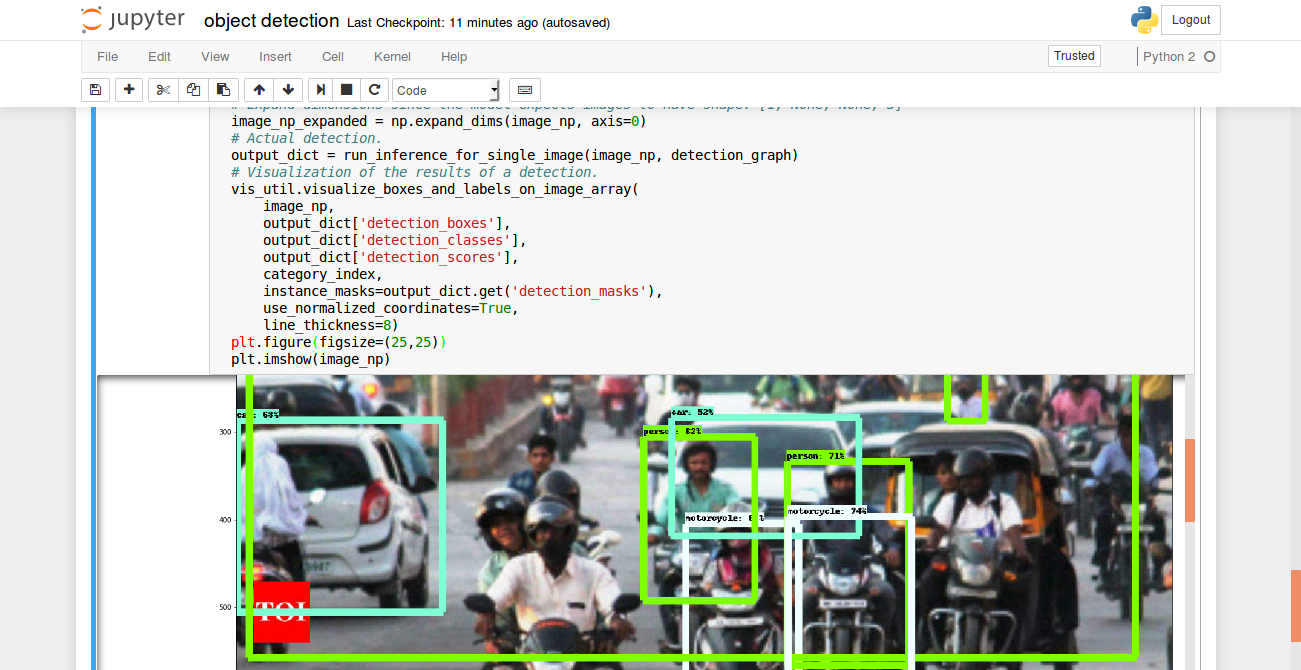 jupyter object detection Last Checkpoint: 11 minutes ago (autosaved) Logout
File Edit View Insert Cell Kernel Help Trusted Python 2
Code
# Expand dimensions since the model expects images to have shape: [1, None, None, 3]
image_np_expanded = np.expand_dims(image_np, axis=0)
# Actual detection.
output_dict = run_inference_for_single_image(image_np, detection_graph)
# Visualization of the results of a detection.
vis_util.visualize_boxes_and_labels_on_image_array(
    image_np,
    output_dict['detection_boxes'],
    output_dict['detection_classes'],
    output_dict['detection_scores'],
    category_index,
    instance_masks=output_dict.get('detection_masks'),
    use_normalized_coordinates=True,
    line_thickness=8)
plt.figure(figsize=(25,25))
plt.imshow(image_np)
car: 68%
car: 52%
300
person: 62%
person: 71%
motorcycle: 74%
motorcycle:
400
500
TOI